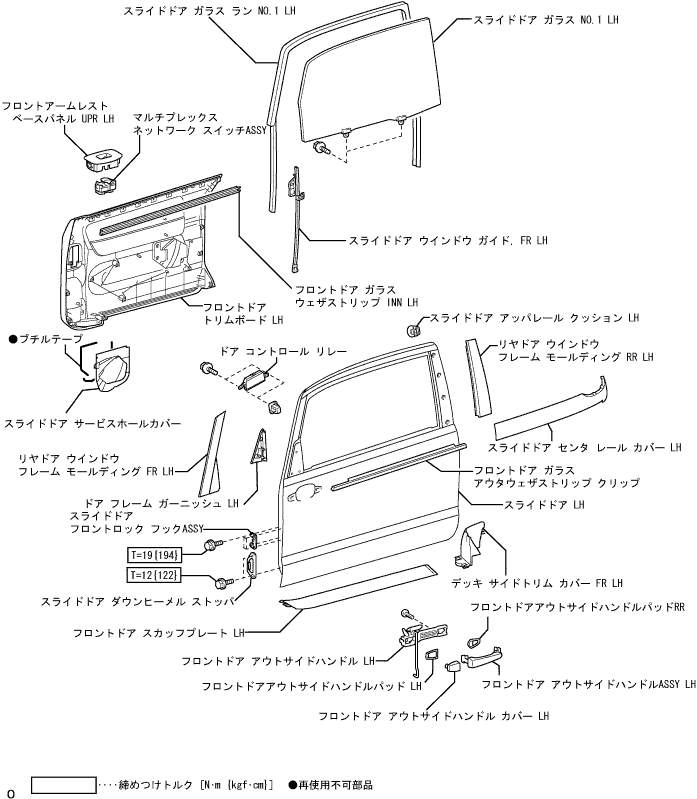 スライドドア ガラス ラン NO.1 LH
スライドドア ガラス NO.1 LH
フロントアームレスト
ベースパネル UPR LH
マルチプレックス
ネットワーク スイッチASSY
スライドドア ウインドウ ガイド, FR LH
フロントドア ガラス
ウェザストリップ INN LH
フロントドア
トリムボード LH
●ブチルテープ
スライドドア アッパレール クッション LH
リヤドア ウインドウ
フレーム モールディング RR LH
ドア コントロール リレー
スライドドア サービスホールカバー
スライドドア センタ レール カバー LH
リヤドア ウインドウ
フレーム モールディング FR LH
フロントドア ガラス
アウタウェザストリップ クリップ
ドア フレーム ガーニッシュ LH
スライドドア LH
スライドドア
フロントロック フックASSY
T=19{194}
T=12{122}
デッキ サイドトリム カバー FR LH
スライドドア ダウンヒーメル ストッパ
フロントドアアウトサイドハンドルパッドRR
フロントドア スカッフプレート LH
フロントドア アウトサイドハンドル LH
フロントドアアウトサイドハンドルパッド LH
フロントドア アウトサイドハンドルASSY LH
フロントドア アウトサイドハンドル カバー LH
‥‥締めつけトルク [N·m {kgf·cm}] ●再使用不可部品
O